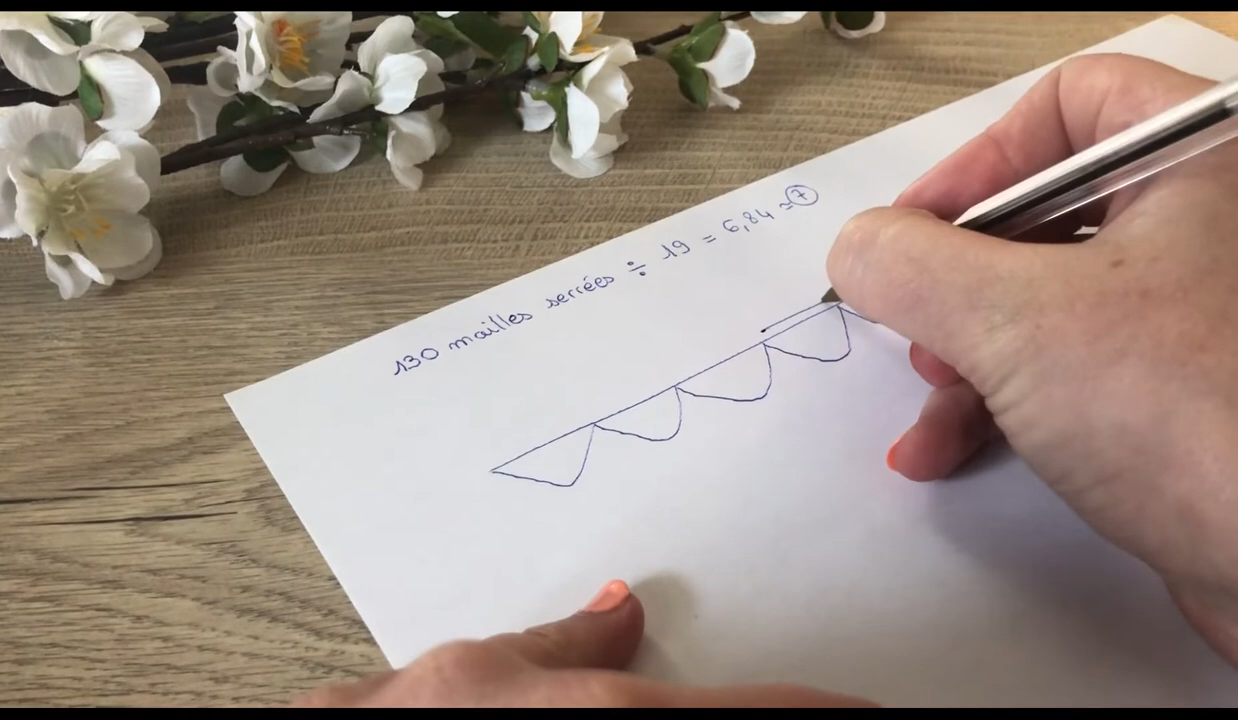 130 mailles serrées ÷ 19 = 6,84 ≈ 7